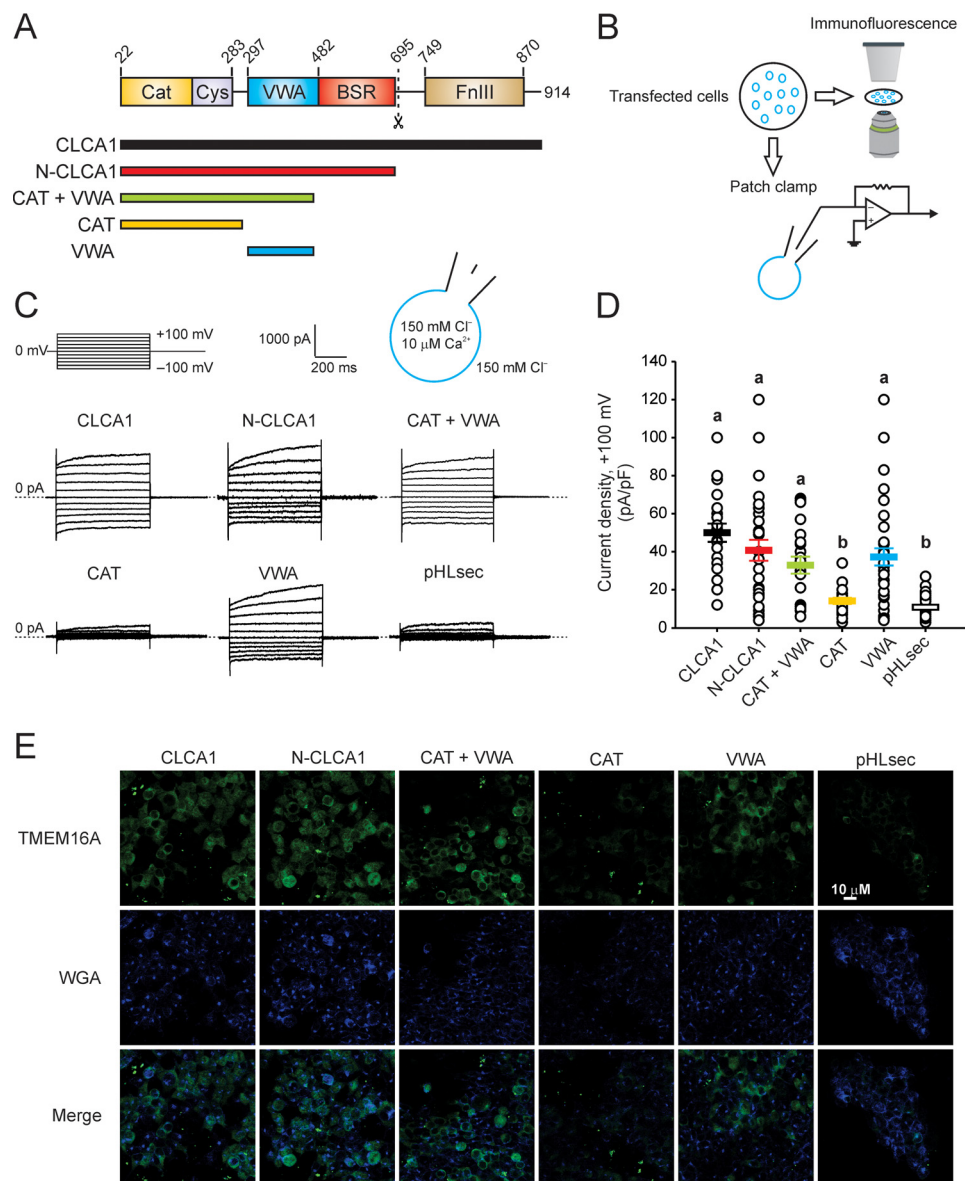 A
22 283 297 482 695 749 870
Cat Cys VWA BSR FnIII 914
CLCA1
N-CLCA1
CAT + VWA
CAT
VWA
B
Immunofluorescence
Transfected cells
Patch clamp
–
+
C
0 mV
+100 mV
–100 mV
1000 pA
200 ms
150 mM Cl⁻
10 µM Ca²⁺
150 mM Cl⁻
CLCA1 N-CLCA1 CAT + VWA
0 pA
CAT VWA pHLsec
0 pA
D
Current density, +100 mV
(pA/pF)
140
120
100
80
60
40
20
0
a a a b a b
CLCA1 N-CLCA1 CAT + VWA CAT VWA pHLsec
E
CLCA1 N-CLCA1 CAT + VWA CAT VWA pHLsec
TMEM16A
10 µM
WGA
Merge